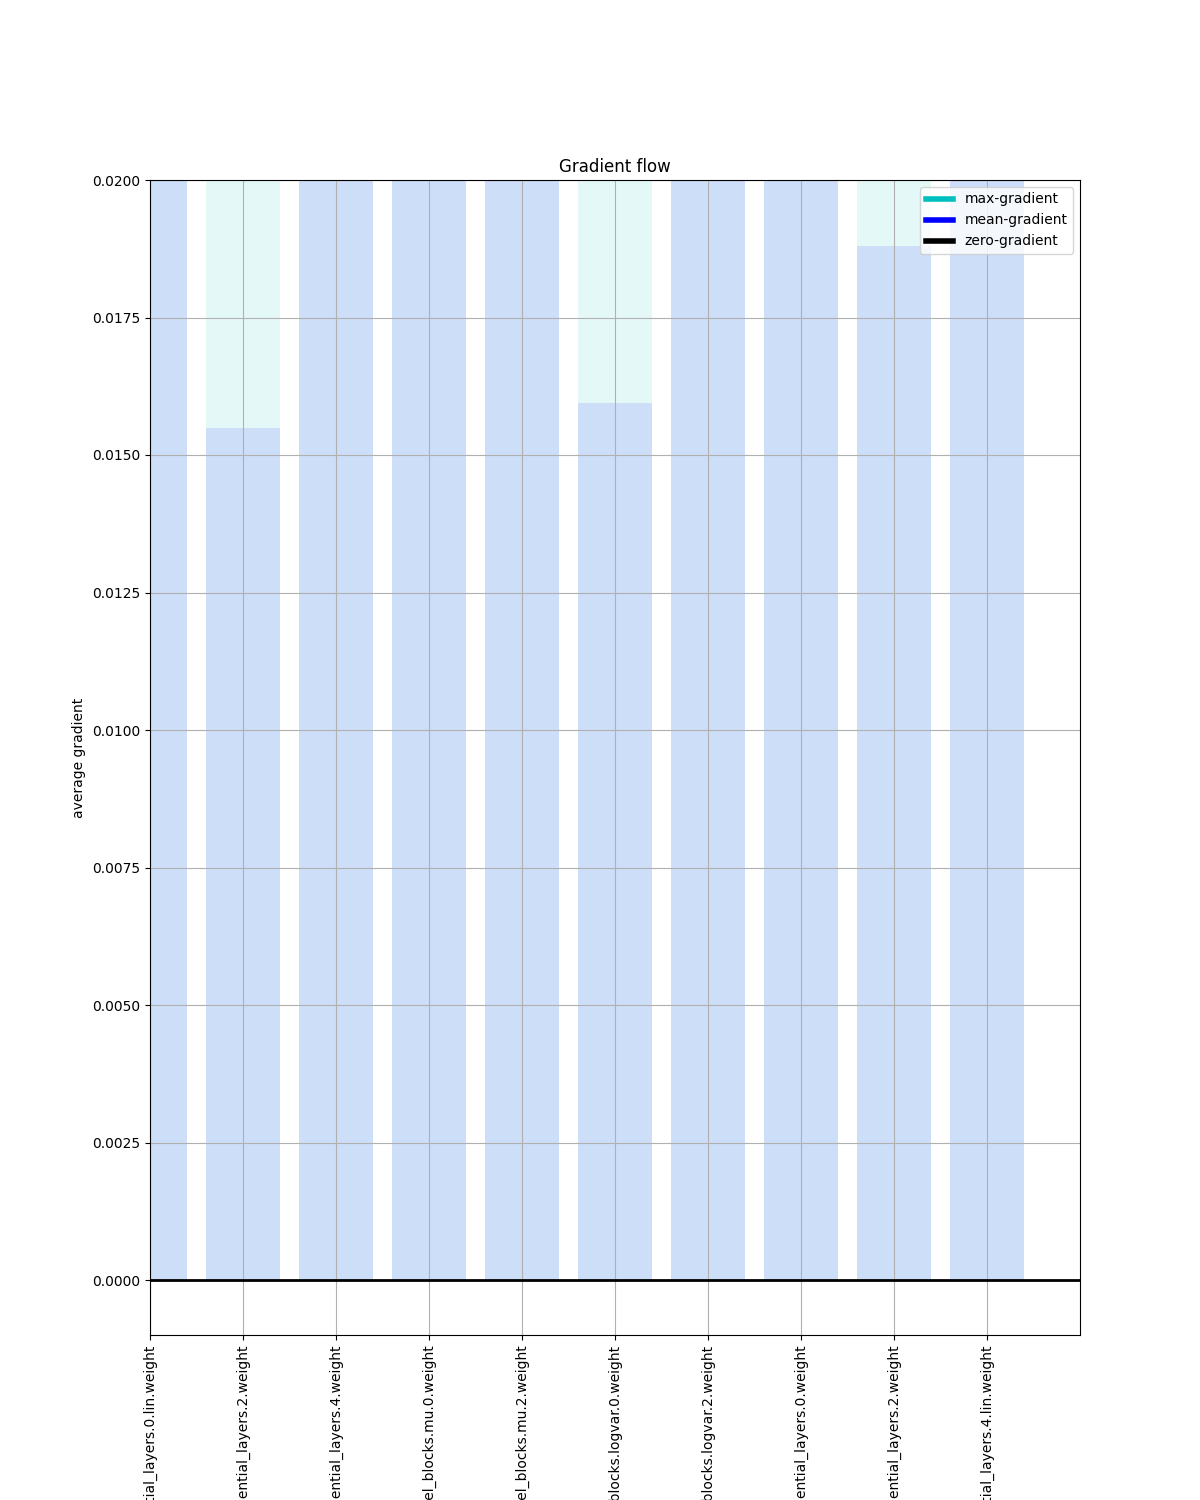 Gradient flow
max-gradient
mean-gradient
zero-gradient
0.0200
0.0175
0.0150
0.0125
0.0100
0.0075
0.0050
0.0025
0.0000
average gradient
tial_layers.0.lin.weight
ential_layers.2.weight
ential_layers.4.weight
el_blocks.mu.0.weight
el_blocks.mu.2.weight
blocks.logvar.0.weight
blocks.logvar.2.weight
ential_layers.0.weight
ential_layers.2.weight
tial_layers.4.lin.weight